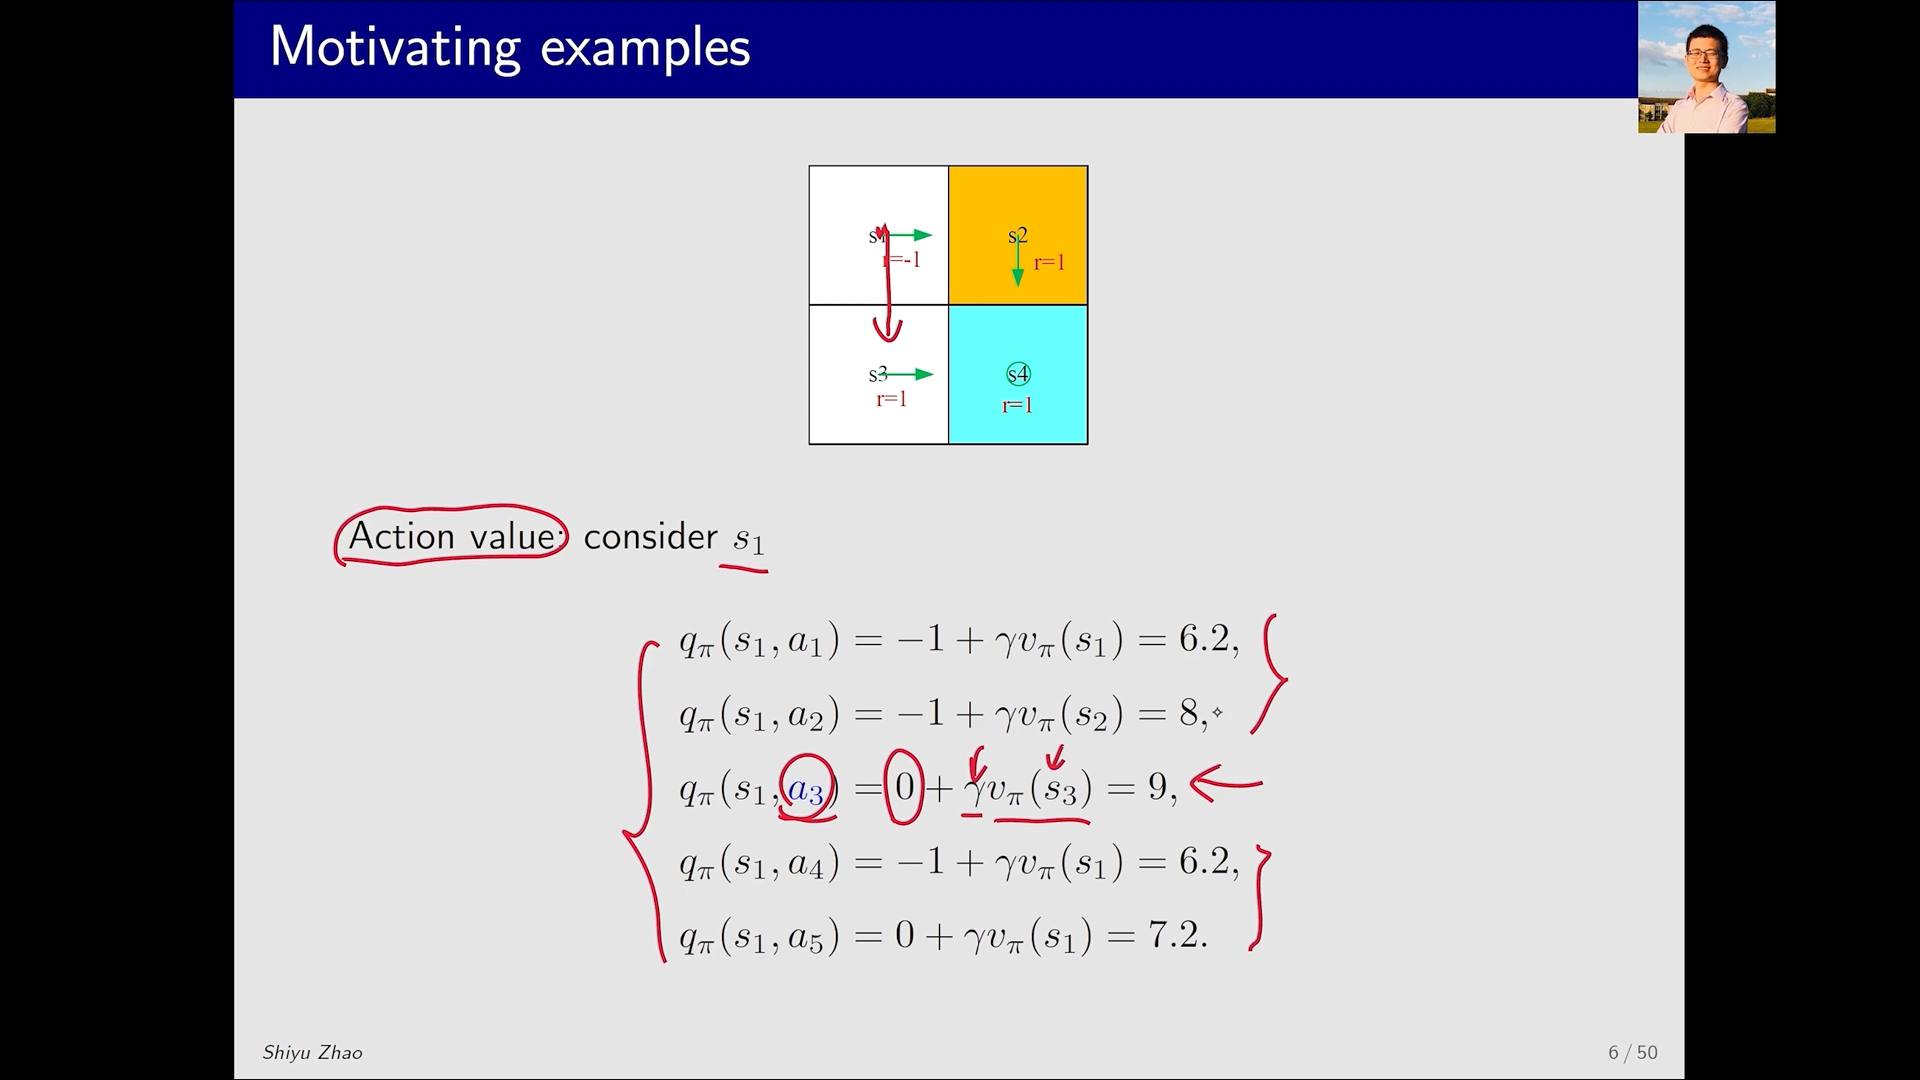 Motivating examples
s1
r=-1
s2
r=1
s3
r=1
s4
r=1
Action value: consider s₁
qπ(s₁, a₁) = −1 + γvπ(s₁) = 6.2,
qπ(s₁, a₂) = −1 + γvπ(s₂) = 8,
qπ(s₁, a₃) = 0 + γvπ(s₃) = 9,
qπ(s₁, a₄) = −1 + γvπ(s₁) = 6.2,
qπ(s₁, a₅) = 0 + γvπ(s₁) = 7.2.
Shiyu Zhao
6 / 50